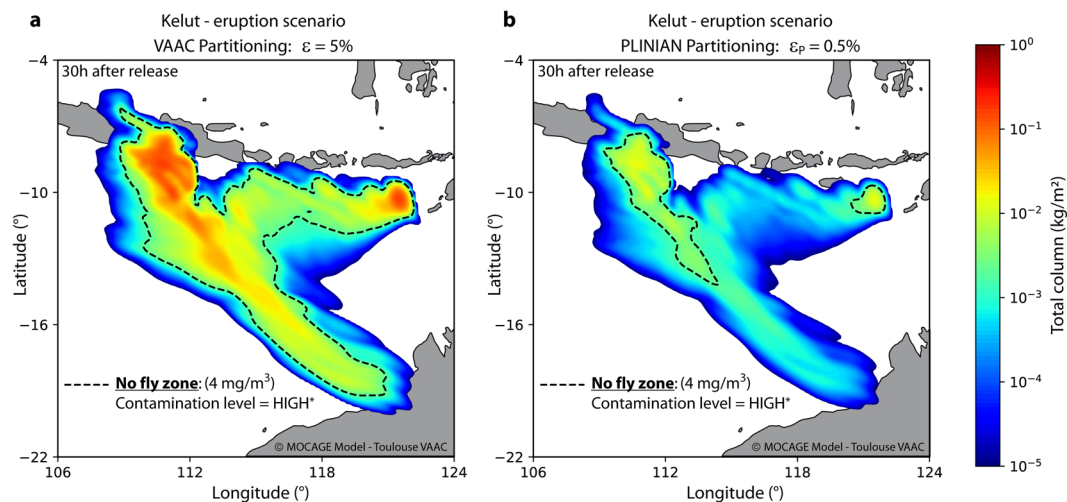 a
Kelut - eruption scenario
VAAC Partitioning: ε = 5%
30h after release
−4
−10
−16
−22
Latitude (°)
106
112
118
124
Longitude (°)
No fly zone: (4 mg/m³)
Contamination level = HIGH*
© MOCAGE Model - Toulouse VAAC
b
Kelut - eruption scenario
PLINIAN Partitioning: εP = 0.5%
30h after release
−4
−10
−16
−22
Latitude (°)
106
112
118
124
Longitude (°)
No fly zone: (4 mg/m³)
Contamination level = HIGH*
© MOCAGE Model - Toulouse VAAC
10⁰
10⁻¹
10⁻²
10⁻³
10⁻⁴
10⁻⁵
Total column (kg/m²)